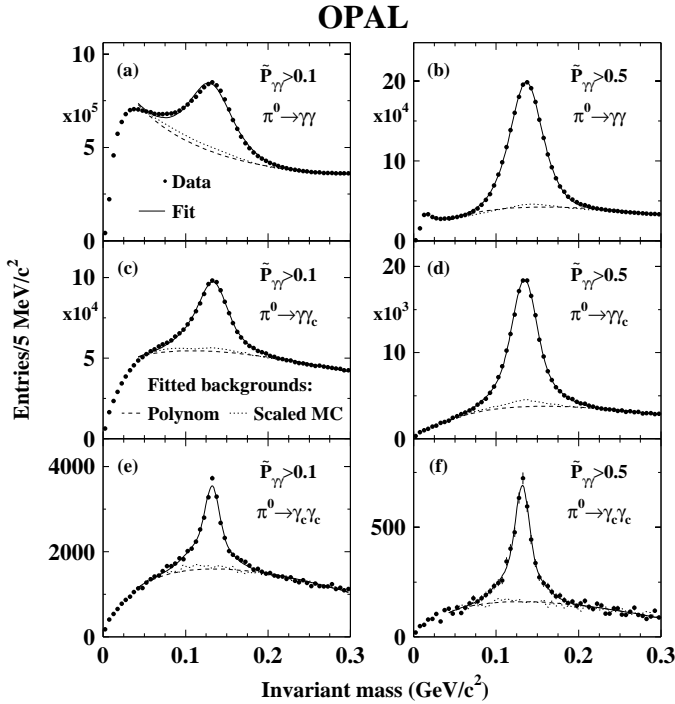 OPAL
Entries/5 MeV/c²
(a)
P̃γγ>0.1
π⁰→γγ
10
x10⁵
5
0
Data
Fit
(b)
P̃γγ>0.5
π⁰→γγ
20
x10⁴
10
0
(c)
P̃γγ>0.1
π⁰→γγc
10
x10⁴
5
0
Fitted backgrounds:
Polynom Scaled MC
(d)
P̃γγ>0.5
π⁰→γγc
20
x10³
10
0
(e)
P̃γγ>0.1
π⁰→γcγc
4000
2000
0
0 0.1 0.2 0.3
(f)
P̃γγ>0.5
π⁰→γcγc
500
0
0 0.1 0.2 0.3
Invariant mass (GeV/c²)